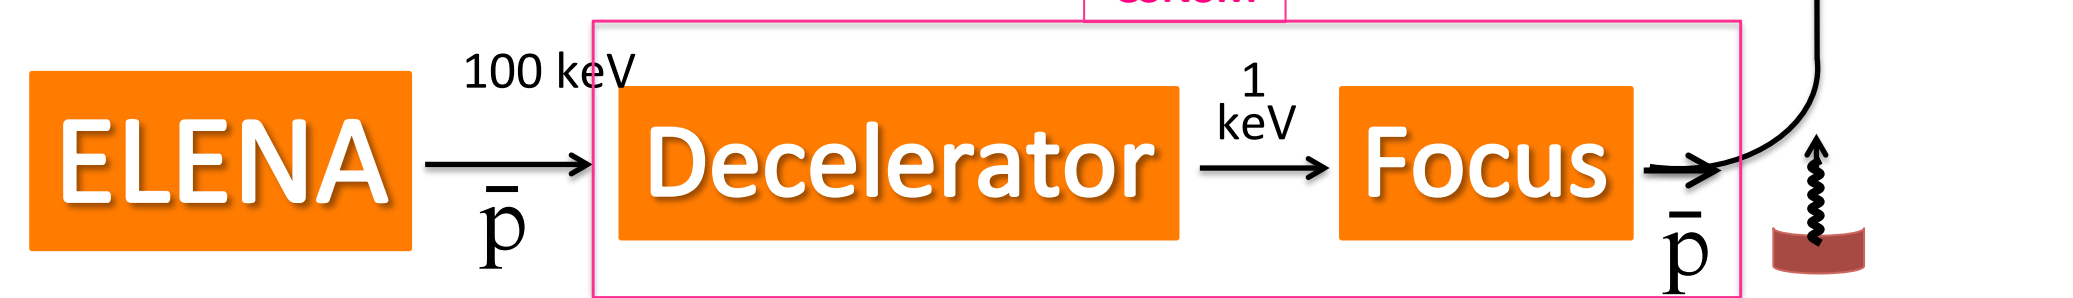 100 keV
1
keV
ELENA
Decelerator
Focus
p̄
p̄